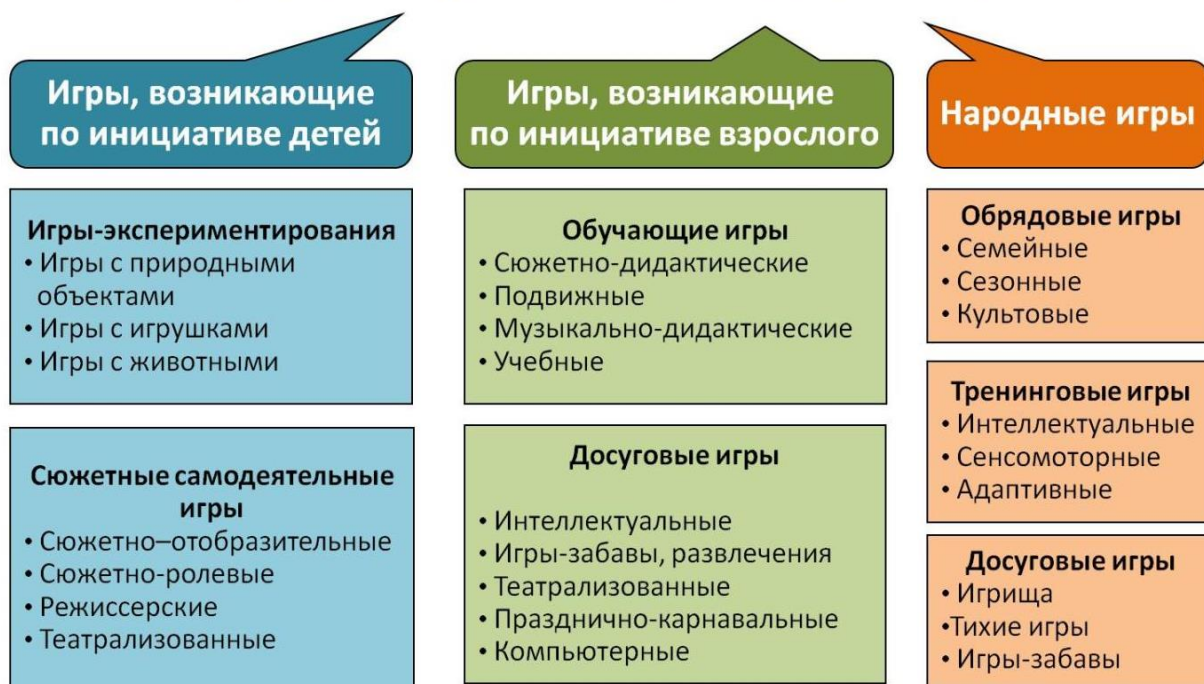 Игры, возникающие
по инициативе детей
Игры-экспериментирования
• Игры с природными
объектами
• Игры с игрушками
• Игры с животными
Сюжетные самодеятельные
игры
• Сюжетно–отобразительные
• Сюжетно-ролевые
• Режиссерские
• Театрализованные
Игры, возникающие
по инициативе взрослого
Обучающие игры
• Сюжетно-дидактические
• Подвижные
• Музыкально-дидактические
• Учебные
Досуговые игры
• Интеллектуальные
• Игры-забавы, развлечения
• Театрализованные
• Празднично-карнавальные
• Компьютерные
Народные игры
Обрядовые игры
• Семейные
• Сезонные
• Культовые
Тренинговые игры
• Интеллектуальные
• Сенсомоторные
• Адаптивные
Досуговые игры
• Игрища
•Тихие игры
• Игры-забавы